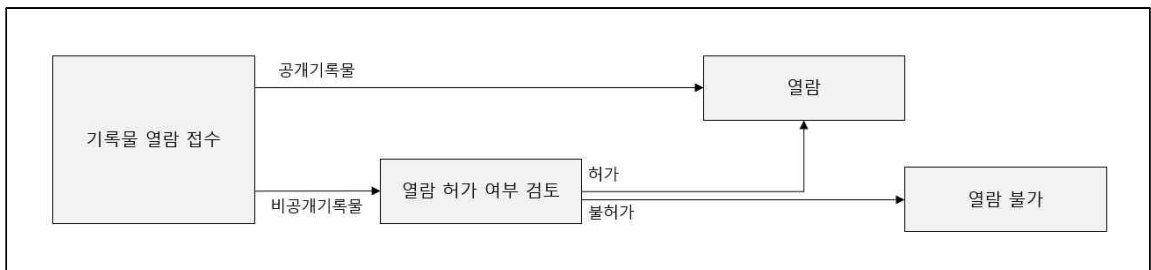 공개기록물
열람
기록물 열람 접수
비공개기록물
열람 허가 여부 검토
허가
불허가
열람 불가